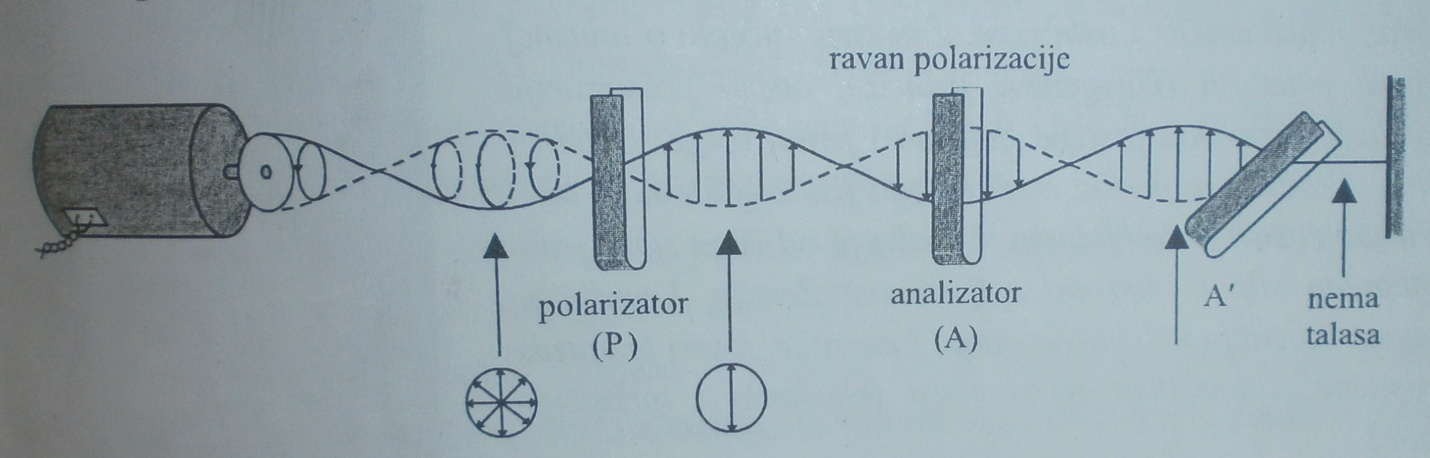 ravan polarizacije
polarizator
(P)
analizator
(A)
A′
nema
talasa